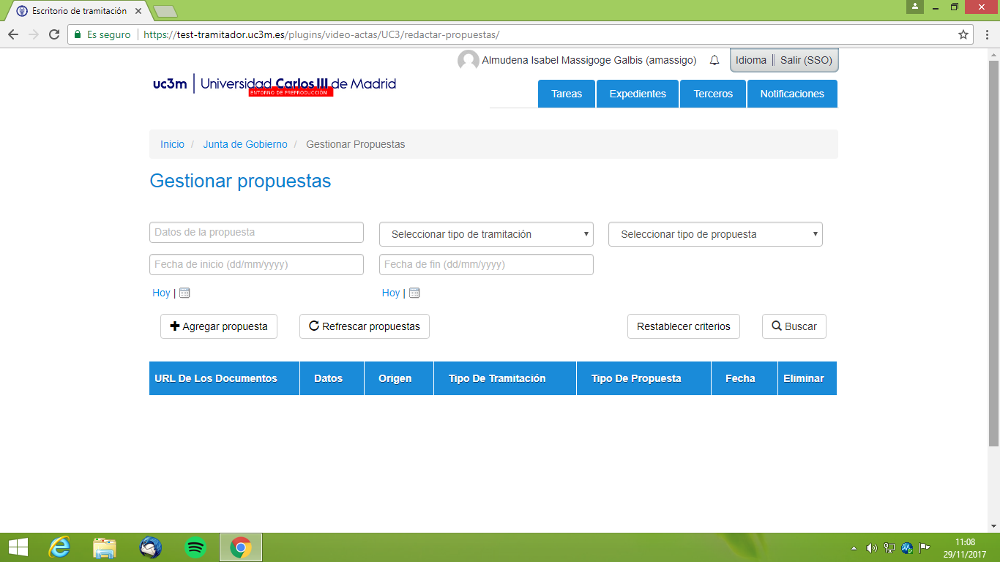 Escritorio de tramitación
Es seguro
https://test-tramitador.uc3m.es/plugins/video-actas/UC3/redactar-propuestas/
Almudena Isabel Massigoge Galbis (amassigo)
Idioma || Salir (SSO)
uc3m | Universidad Carlos III de Madrid
ENTORNO DE PREPRODUCCIÓN
Tareas Expedientes Terceros Notificaciones
Inicio / Junta de Gobierno / Gestionar Propuestas
Gestionar propuestas
Datos de la propuesta Seleccionar tipo de tramitación Seleccionar tipo de propuesta
Fecha de inicio (dd/mm/yyyy) Fecha de fin (dd/mm/yyyy)
Hoy | Hoy |
Agregar propuesta Refrescar propuestas Restablecer criterios Buscar
URL De Los Documentos Datos Origen Tipo De Tramitación Tipo De Propuesta Fecha Eliminar
11:08
29/11/2017